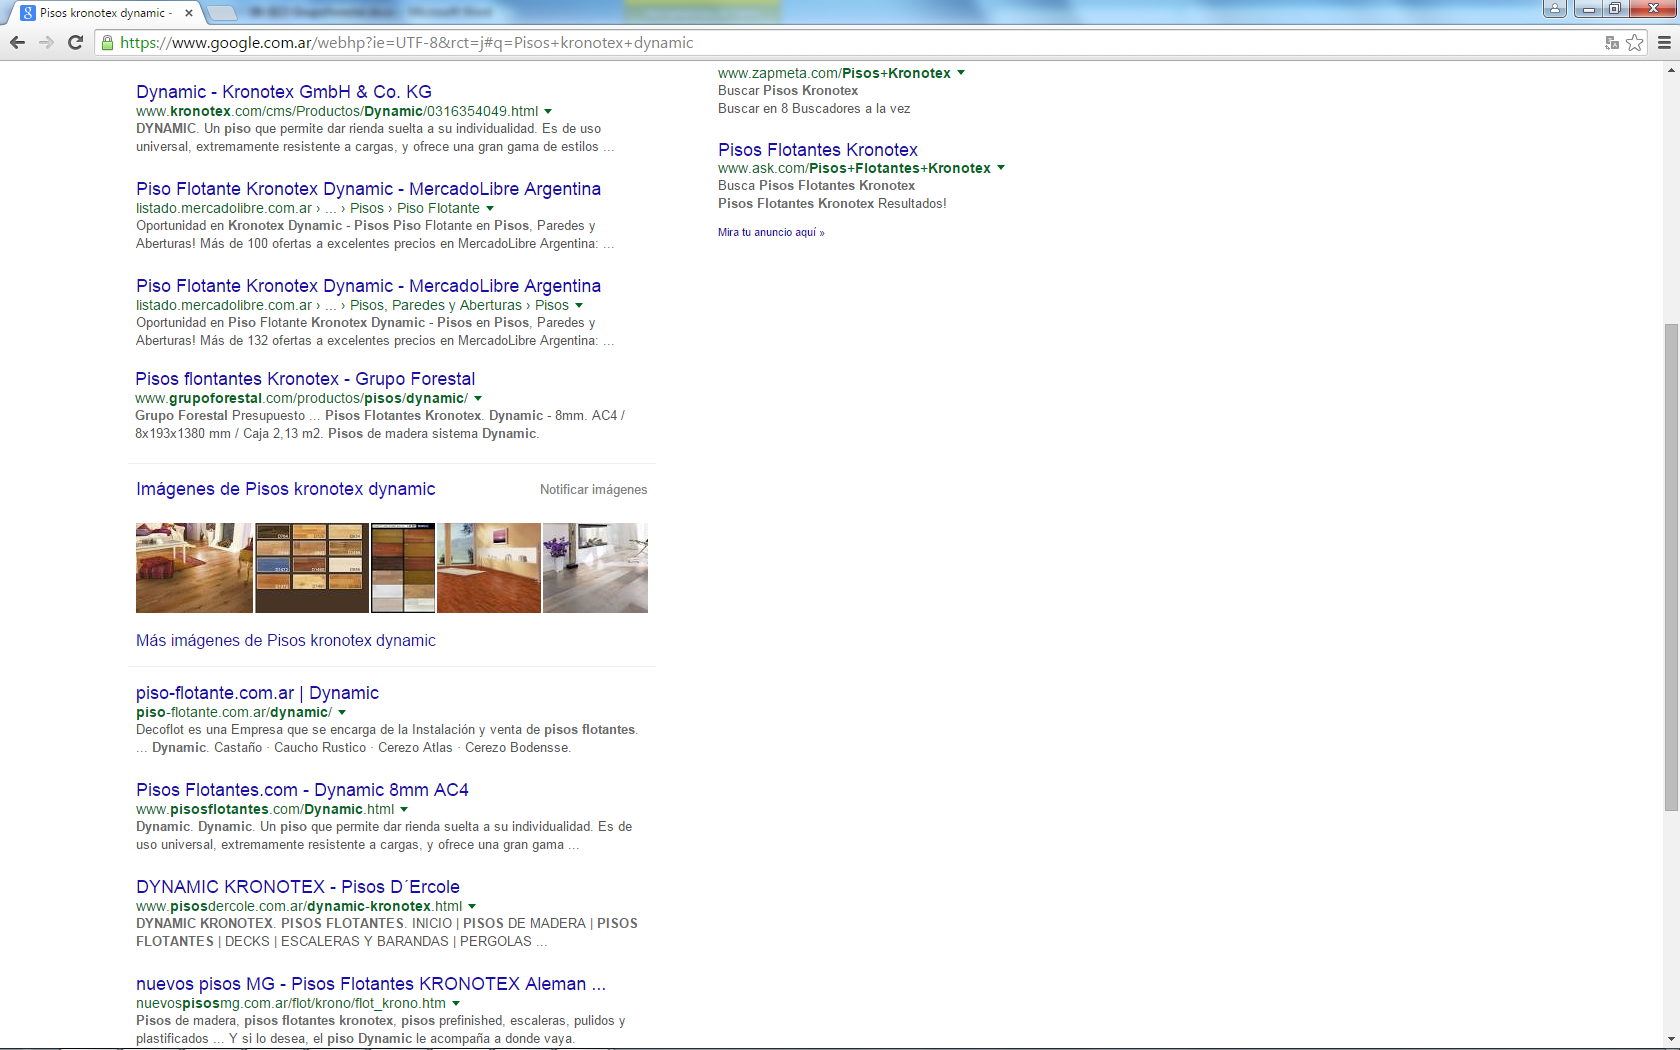 Pisos kronotex dynamic -
https://www.google.com.ar/webhp?ie=UTF-8&rct=j#q=Pisos+kronotex+dynamic
Dynamic - Kronotex GmbH & Co. KG
www.kronotex.com/cms/Productos/Dynamic/0316354049.html
DYNAMIC. Un piso que permite dar rienda suelta a su individualidad. Es de uso
universal, extremamente resistente a cargas, y ofrece una gran gama de estilos ...
Piso Flotante Kronotex Dynamic - MercadoLibre Argentina
listado.mercadolibre.com.ar › ... › Pisos › Piso Flotante
Oportunidad en Kronotex Dynamic - Pisos Piso Flotante en Pisos, Paredes y
Aberturas! Más de 100 ofertas a excelentes precios en MercadoLibre Argentina: ...
Piso Flotante Kronotex Dynamic - MercadoLibre Argentina
listado.mercadolibre.com.ar › ... › Pisos, Paredes y Aberturas › Pisos
Oportunidad en Piso Flotante Kronotex Dynamic - Pisos en Pisos, Paredes y
Aberturas! Más de 132 ofertas a excelentes precios en MercadoLibre Argentina: ...
Pisos flontantes Kronotex - Grupo Forestal
www.grupoforestal.com/productos/pisos/dynamic/
Grupo Forestal Presupuesto ... Pisos Flotantes Kronotex. Dynamic - 8mm. AC4 /
8x193x1380 mm / Caja 2,13 m2. Pisos de madera sistema Dynamic.
Imágenes de Pisos kronotex dynamic
Notificar imágenes
Más imágenes de Pisos kronotex dynamic
piso-flotante.com.ar | Dynamic
piso-flotante.com.ar/dynamic/
Decoflot es una Empresa que se encarga de la Instalación y venta de pisos flotantes.
... Dynamic. Castaño · Caucho Rustico · Cerezo Atlas · Cerezo Bodensse.
Pisos Flotantes.com - Dynamic 8mm AC4
www.pisosflotantes.com/Dynamic.html
Dynamic. Dynamic. Un piso que permite dar rienda suelta a su individualidad. Es de
uso universal, extremamente resistente a cargas, y ofrece una gran gama ...
DYNAMIC KRONOTEX - Pisos D´Ercole
www.pisosdercole.com.ar/dynamic-kronotex.html
DYNAMIC KRONOTEX. PISOS FLOTANTES. INICIO | PISOS DE MADERA | PISOS
FLOTANTES | DECKS | ESCALERAS Y BARANDAS | PERGOLAS ...
nuevos pisos MG - Pisos Flotantes KRONOTEX Aleman ...
nuevospisosmg.com.ar/flot/krono/flot_krono.htm
Pisos de madera, pisos flotantes kronotex, pisos prefinished, escaleras, pulidos y
plastificados ... Y si lo desea, el piso Dynamic le acompaña a donde vaya.
www.zapmeta.com/Pisos+Kronotex
Buscar Pisos Kronotex
Buscar en 8 Buscadores a la vez
Pisos Flotantes Kronotex
www.ask.com/Pisos+Flotantes+Kronotex
Busca Pisos Flotantes Kronotex
Pisos Flotantes Kronotex Resultados!
Mira tu anuncio aquí »